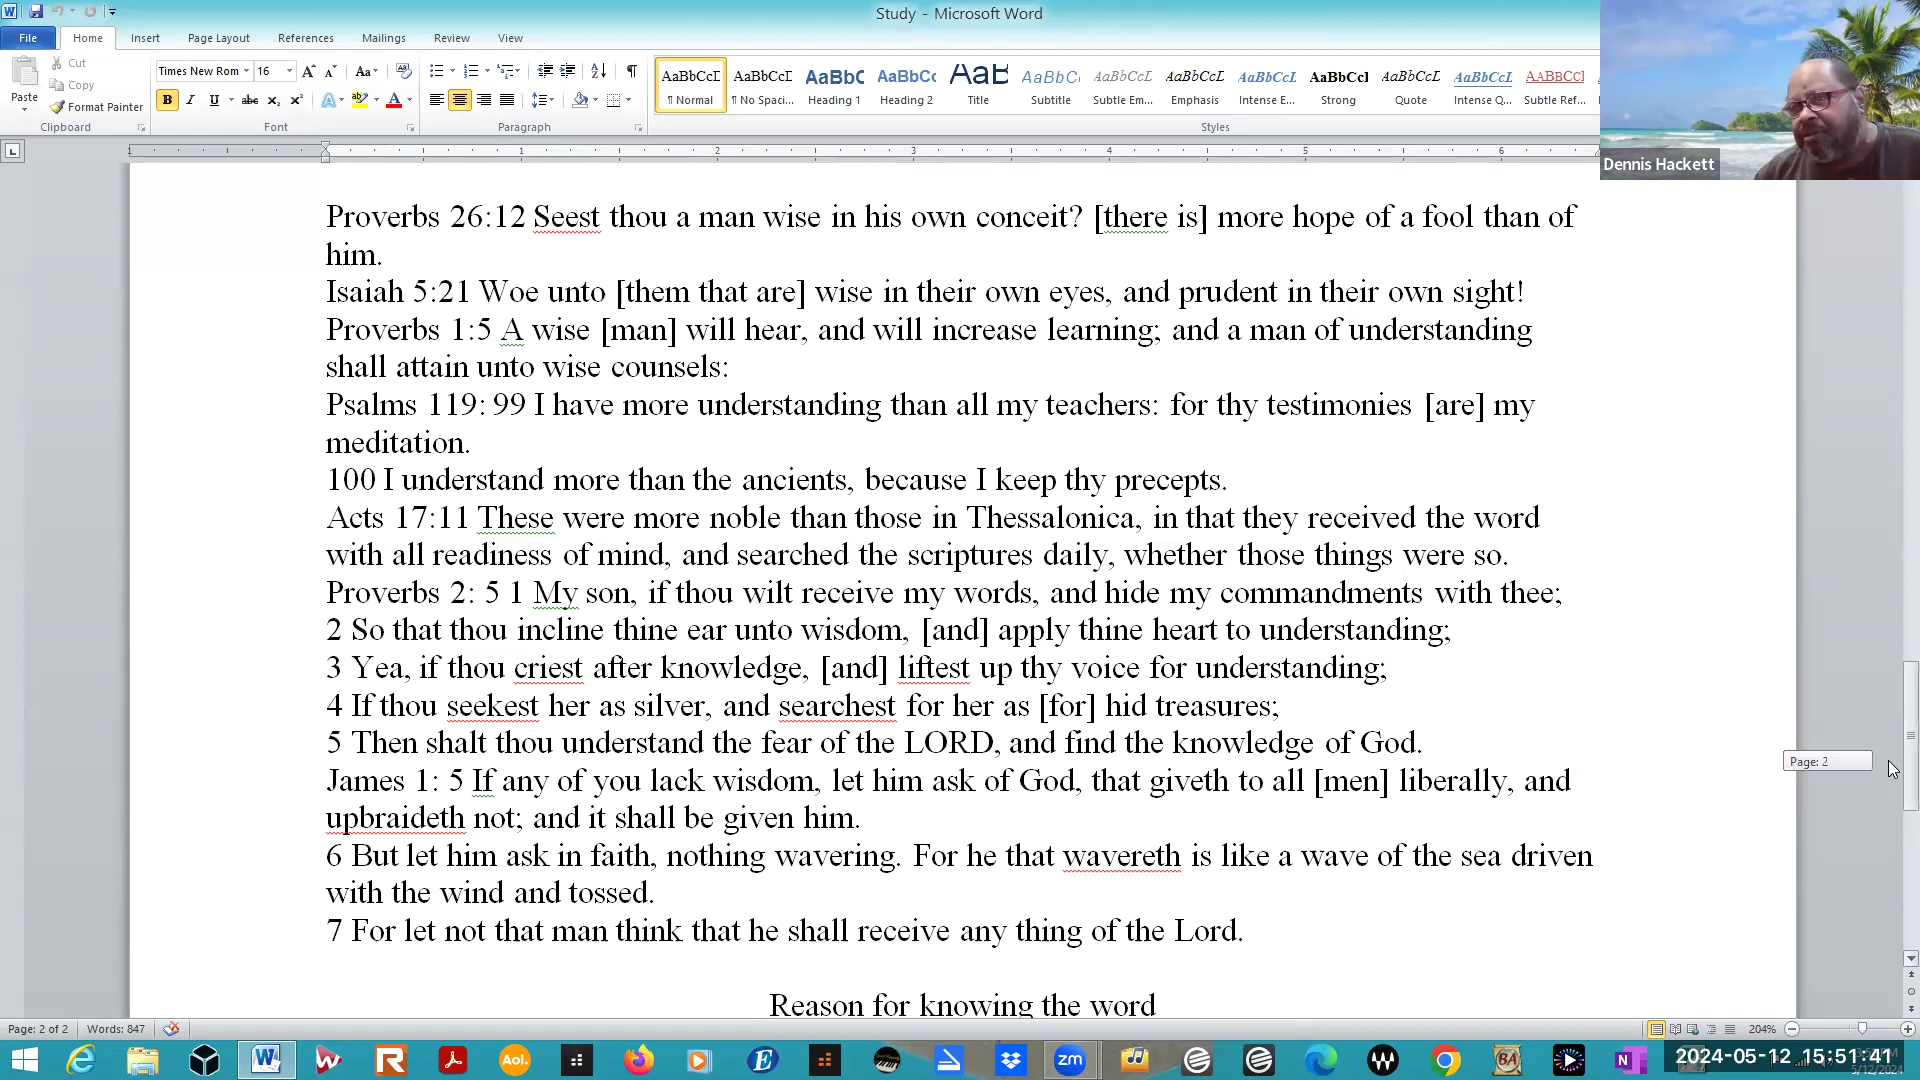 Study - Microsoft Word
File Home Insert Page Layout References Mailings Review View
Paste
Cut
Copy
Format Painter
Clipboard
Times New Rom 16
Font
Paragraph
AaBbCcI AaBbCcI AaBbC AaBbCc AaB AaBbC AaBbCcI AaBbCcI AaBbCcI AaBbCcl AaBbCcI AaBbCcI AABBCCI
¶ Normal ¶ No Spaci... Heading 1 Heading 2 Title Subtitle Subtle Em... Emphasis Intense E... Strong Quote Intense Q... Subtle Ref...
Styles
Dennis Hackett
Proverbs 26:12 Seest thou a man wise in his own conceit? [there is] more hope of a fool than of
him.
Isaiah 5:21 Woe unto [them that are] wise in their own eyes, and prudent in their own sight!
Proverbs 1:5 A wise [man] will hear, and will increase learning; and a man of understanding
shall attain unto wise counsels:
Psalms 119: 99 I have more understanding than all my teachers: for thy testimonies [are] my
meditation.
100 I understand more than the ancients, because I keep thy precepts.
Acts 17:11 These were more noble than those in Thessalonica, in that they received the word
with all readiness of mind, and searched the scriptures daily, whether those things were so.
Proverbs 2: 5 1 My son, if thou wilt receive my words, and hide my commandments with thee;
2 So that thou incline thine ear unto wisdom, [and] apply thine heart to understanding;
3 Yea, if thou criest after knowledge, [and] liftest up thy voice for understanding;
4 If thou seekest her as silver, and searchest for her as [for] hid treasures;
5 Then shalt thou understand the fear of the LORD, and find the knowledge of God.
James 1: 5 If any of you lack wisdom, let him ask of God, that giveth to all [men] liberally, and
upbraideth not; and it shall be given him.
6 But let him ask in faith, nothing wavering. For he that wavereth is like a wave of the sea driven
with the wind and tossed.
7 For let not that man think that he shall receive any thing of the Lord.
Reason for knowing the word
Page: 2
Page: 2 of 2 Words: 847 204%
Aol. zm
2024-05-12 15:51:41
5/12/2024